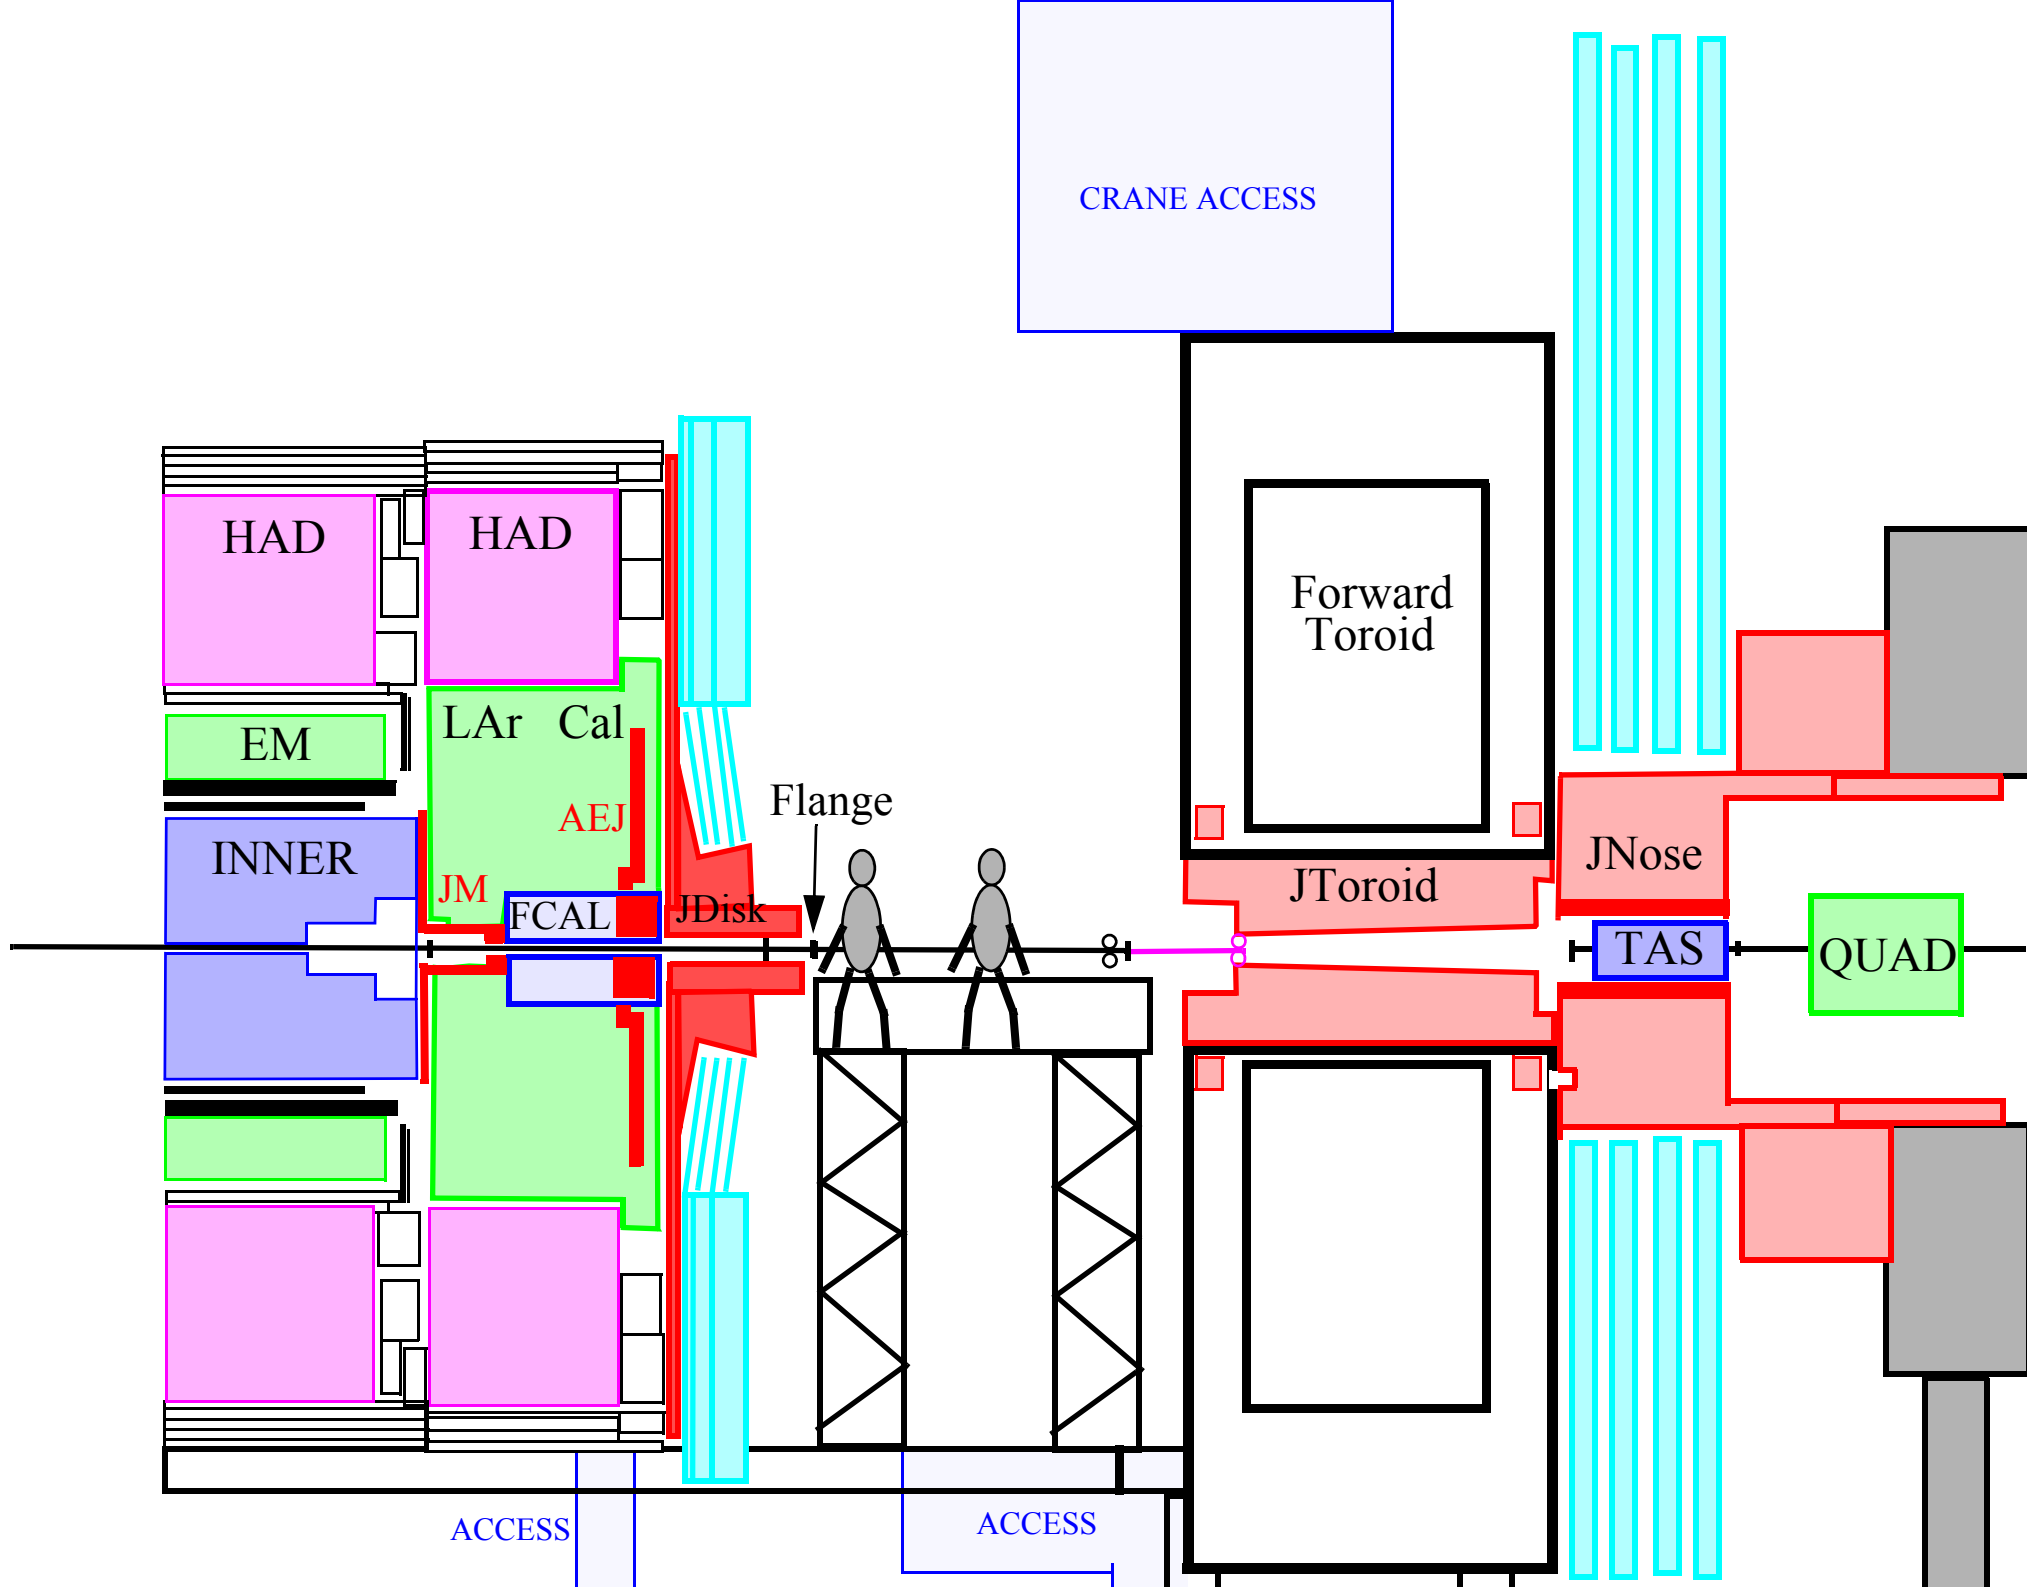 CRANE ACCESS
HAD
HAD
Forward
Toroid
LAr Cal
EM
AEJ
Flange
INNER
JM
FCAL
JDisk
JToroid
JNose
TAS
QUAD
ACCESS
ACCESS